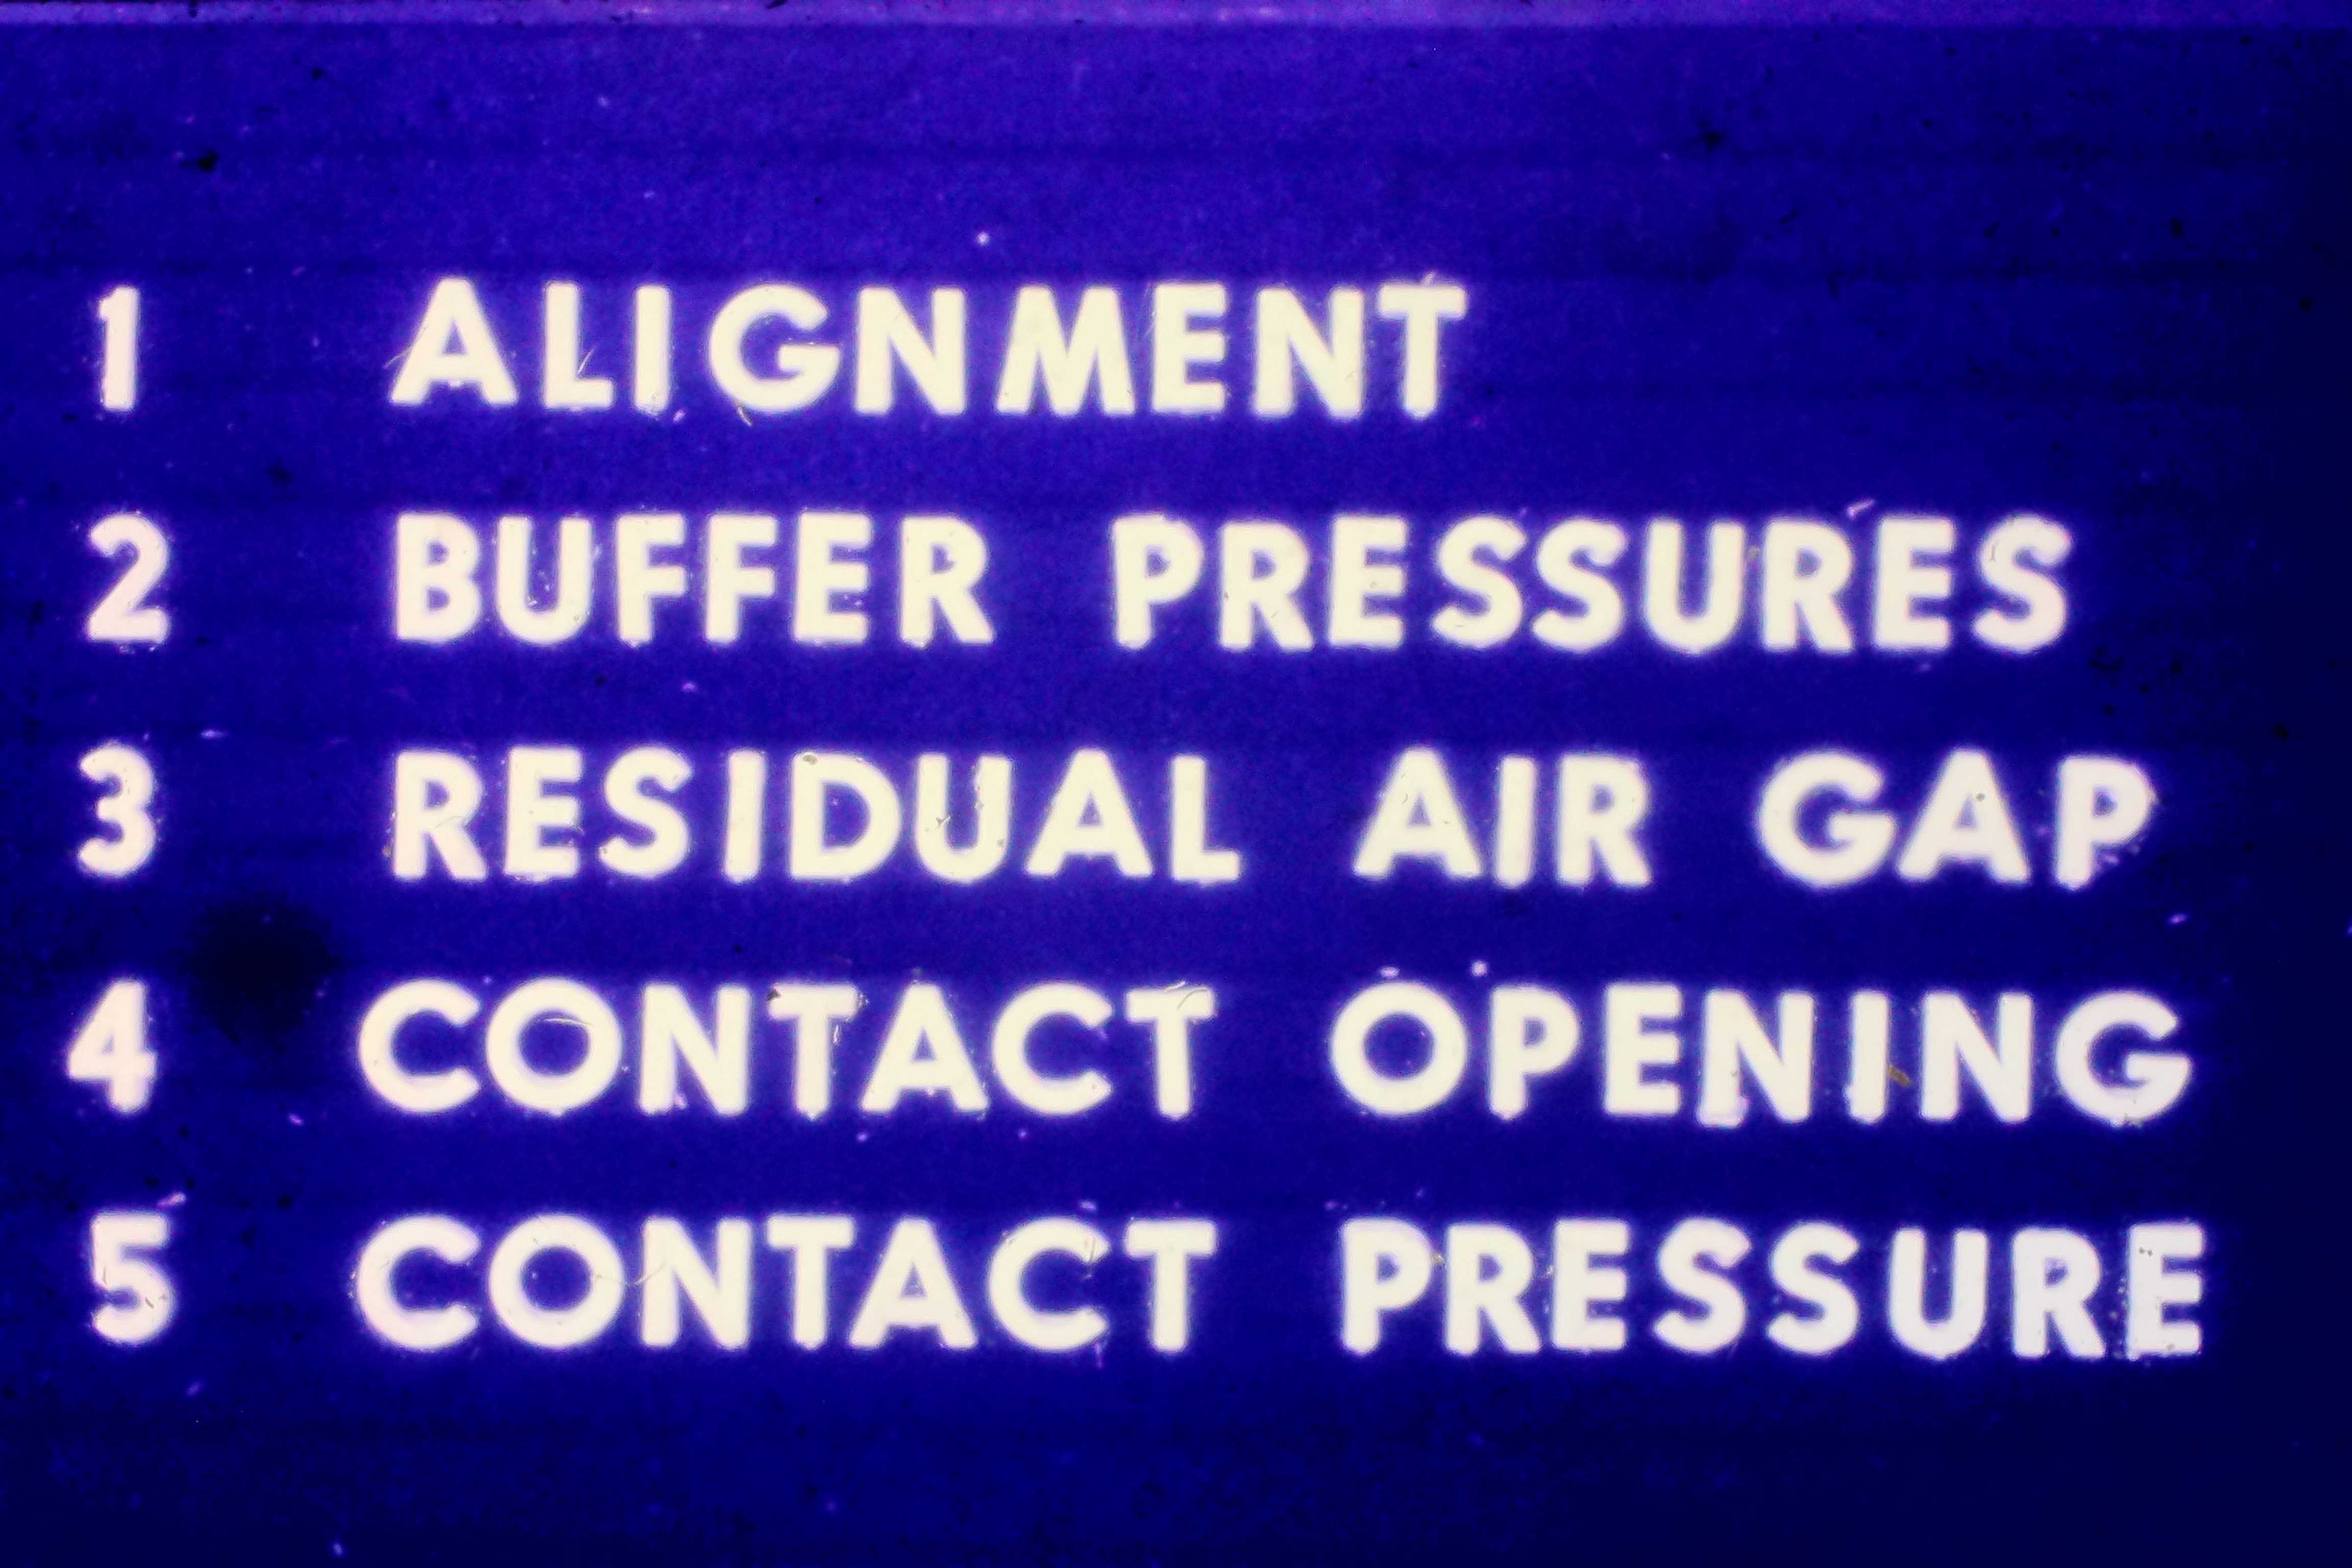 1 ALIGNMENT
2 BUFFER PRESSURES
3 RESIDUAL AIR GAP
4 CONTACT OPENING
5 CONTACT PRESSURE